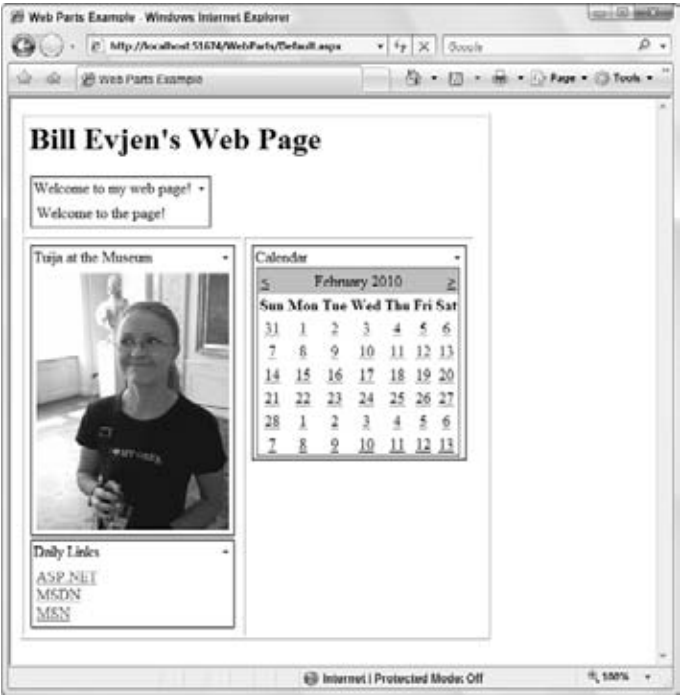 Web Parts Example - Windows Internet Explorer
http://localhost:51674/WebParts/Default.aspx
Google
Web Parts Example
Page
Tools
Bill Evjen's Web Page
Welcome to my web page!
Welcome to the page!
Tuija at the Museum
Calendar
< February 2010 >
Sun Mon Tue Wed Thu Fri Sat
31 1 2 3 4 5 6
7 8 9 10 11 12 13
14 15 16 17 18 19 20
21 22 23 24 25 26 27
28 1 2 3 4 5 6
7 8 9 10 11 12 13
Daily Links
ASP.NET
MSDN
MSN
Internet | Protected Mode: Off
100%